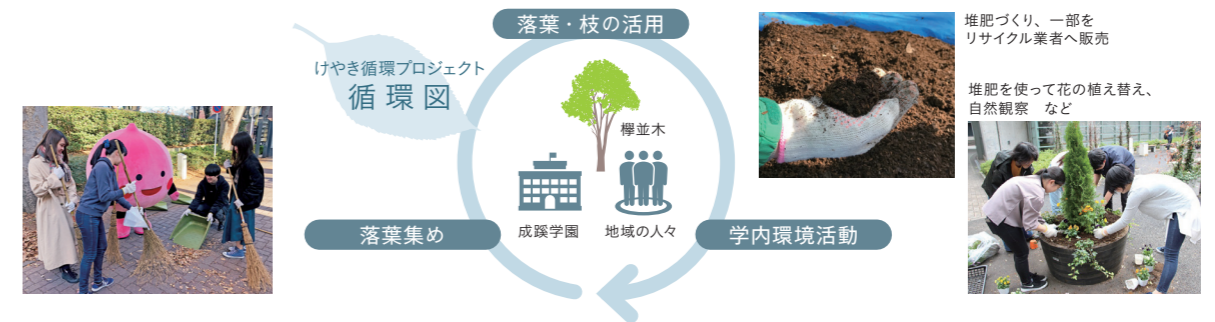 落葉・枝の活用
けやき循環プロジェクト
循環図
欅並木
成蹊学園
地域の人々
落葉集め
学内環境活動
堆肥づくり、一部を
リサイクル業者へ販売
堆肥を使って花の植え替え、
自然観察　など